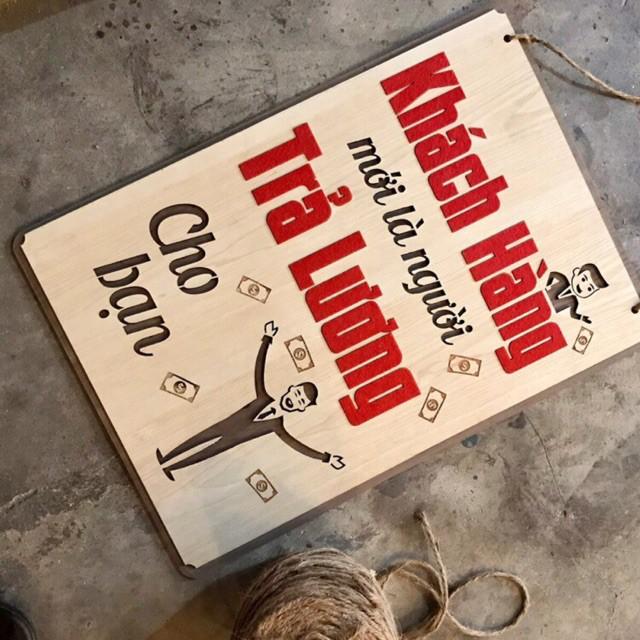 Khách Hàng
mới là người
Trả Lương
Cho
bạn